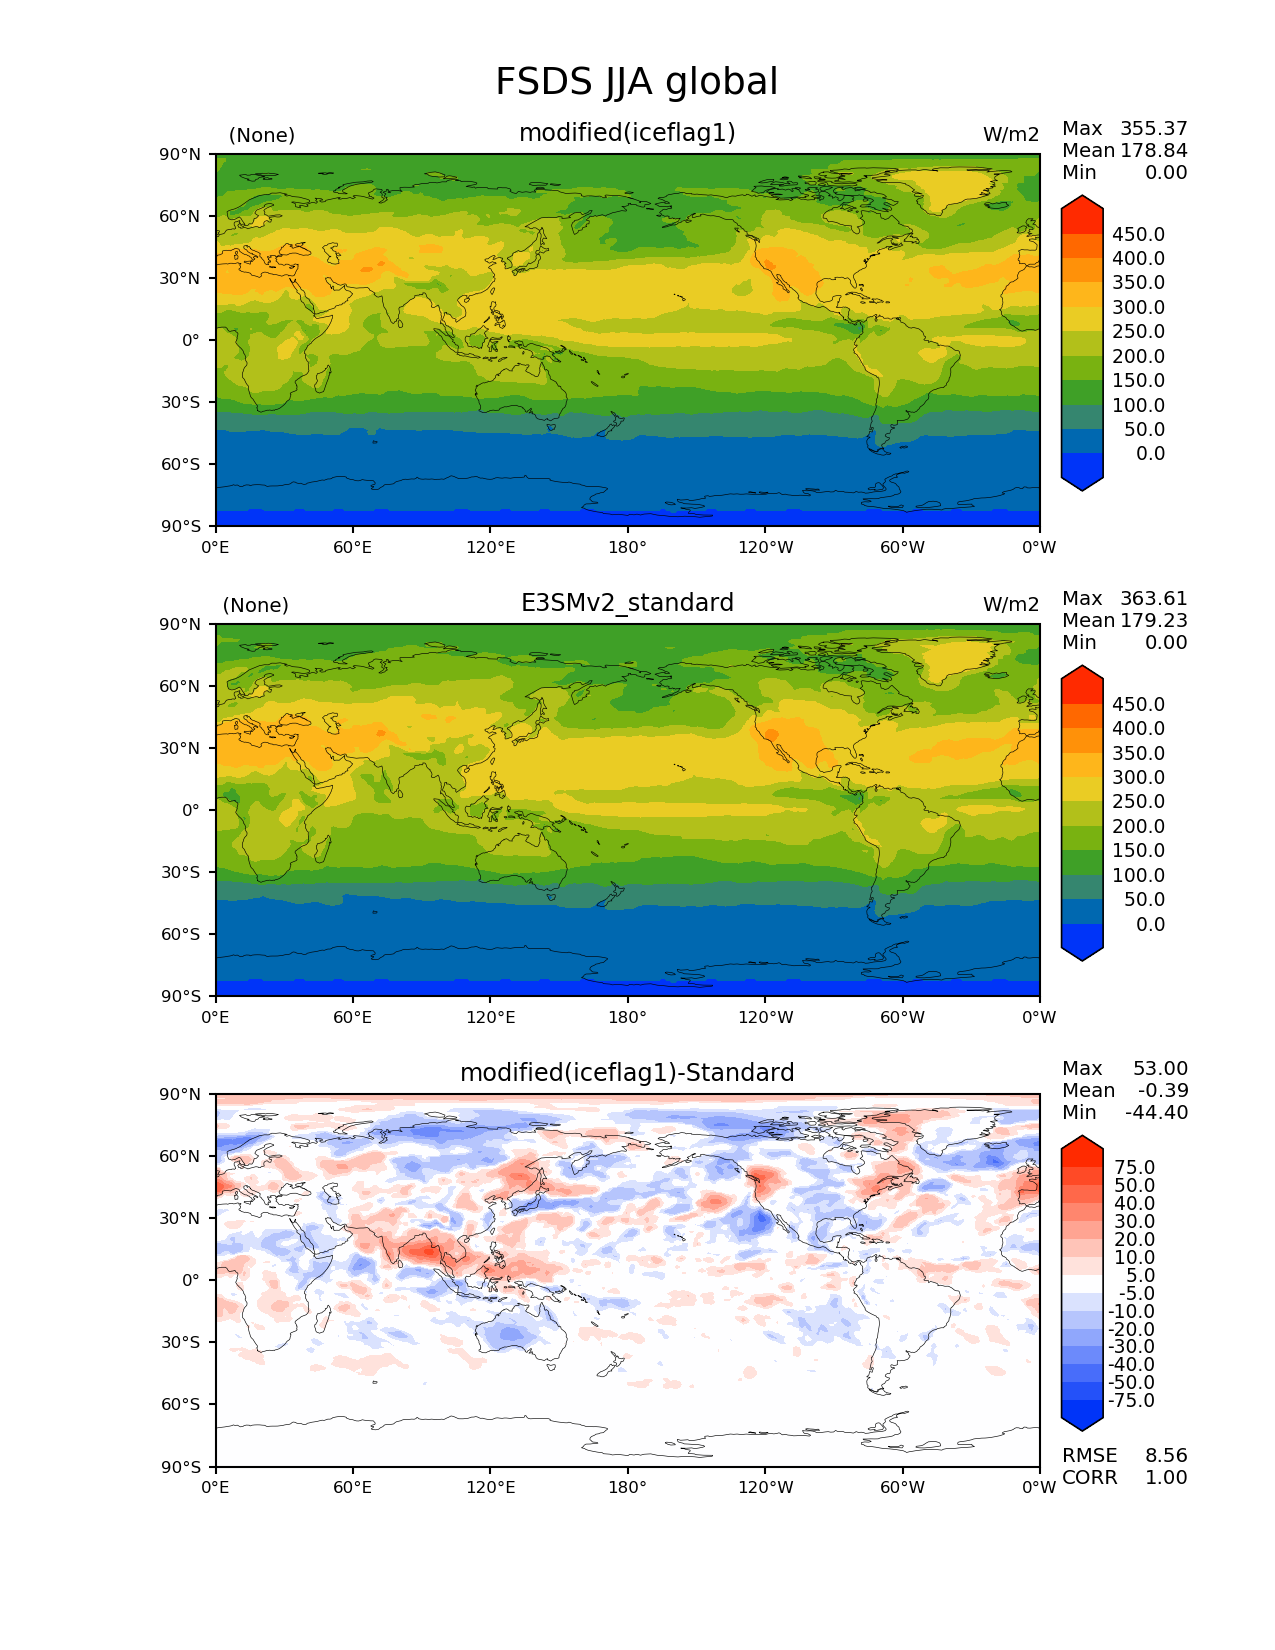 FSDS JJA global
(None) modified(iceflag1) W/m2
Max 355.37
Mean 178.84
Min 0.00
90°N
60°N
30°N
0°
30°S
60°S
90°S
0°E 60°E 120°E 180° 120°W 60°W 0°W
450.0
400.0
350.0
300.0
250.0
200.0
150.0
100.0
50.0
0.0
(None) E3SMv2_standard W/m2
Max 363.61
Mean 179.23
Min 0.00
90°N
60°N
30°N
0°
30°S
60°S
90°S
0°E 60°E 120°E 180° 120°W 60°W 0°W
450.0
400.0
350.0
300.0
250.0
200.0
150.0
100.0
50.0
0.0
modified(iceflag1)-Standard
Max 53.00
Mean -0.39
Min -44.40
90°N
60°N
30°N
0°
30°S
60°S
90°S
0°E 60°E 120°E 180° 120°W 60°W 0°W
75.0
50.0
40.0
30.0
20.0
10.0
5.0
-5.0
-10.0
-20.0
-30.0
-40.0
-50.0
-75.0
RMSE 8.56
CORR 1.00